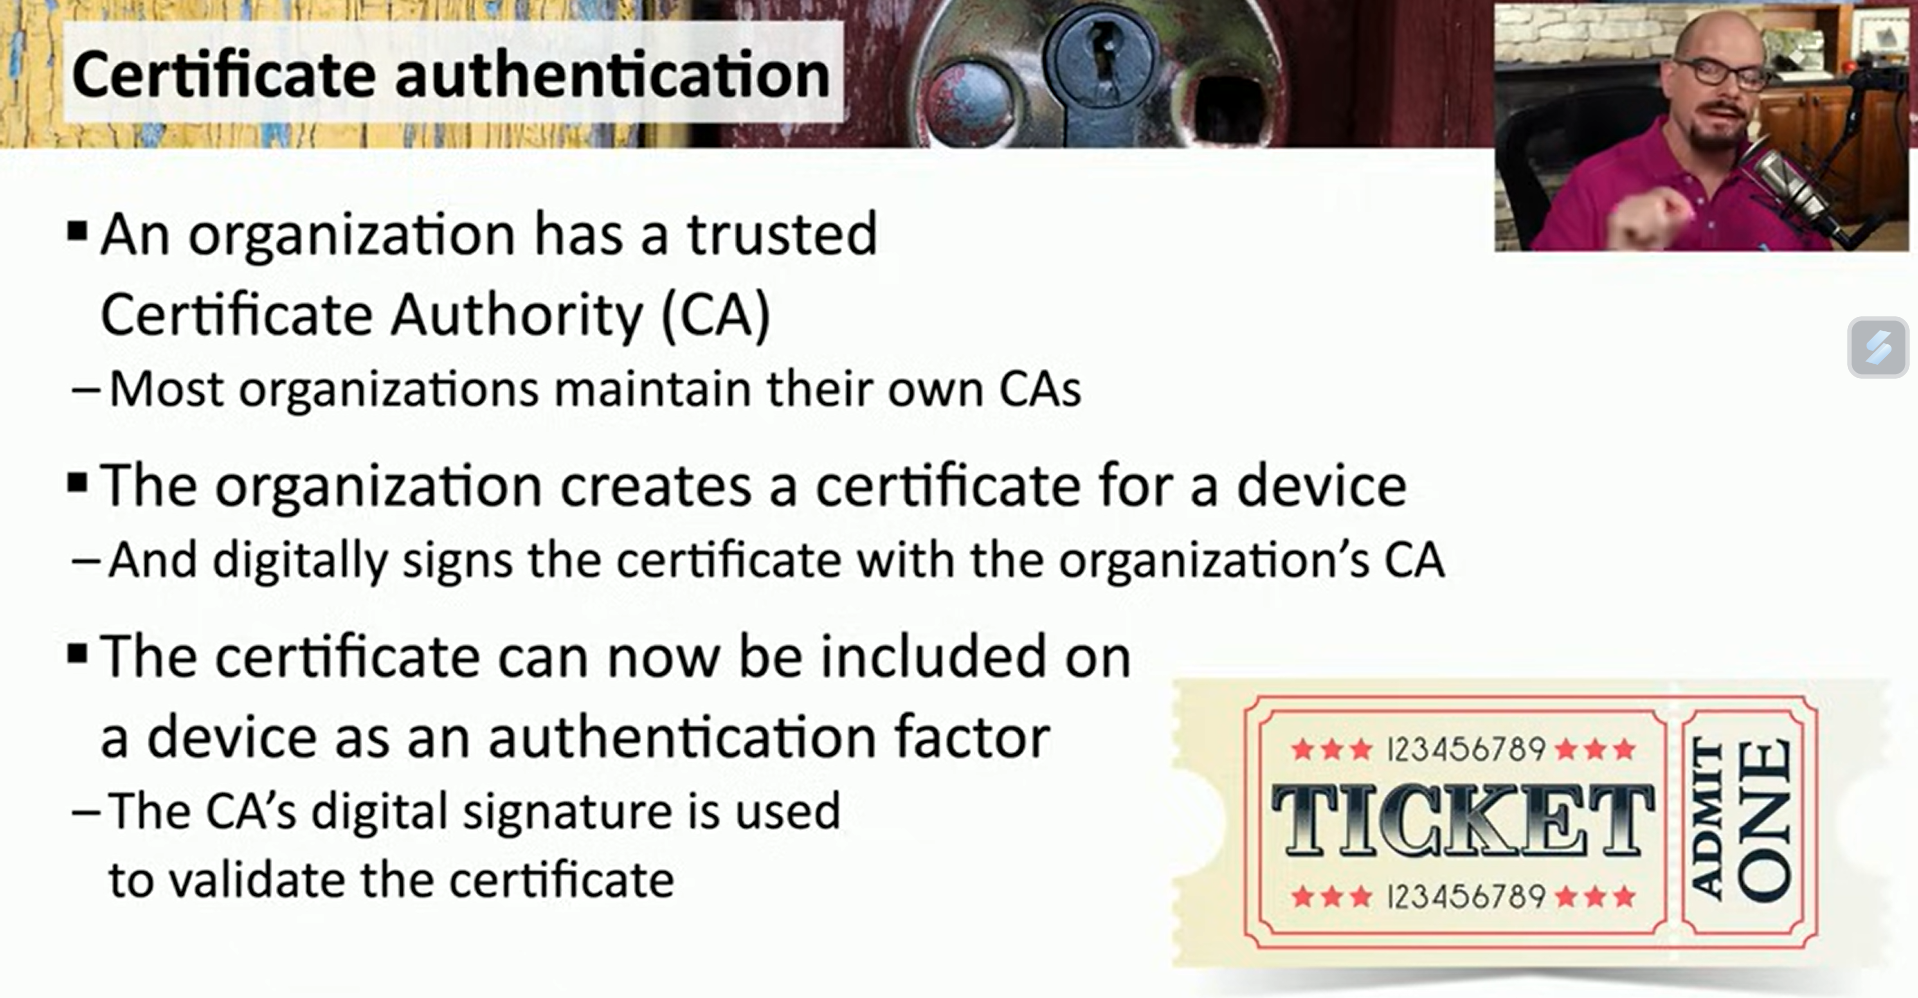 Certificate authentication
▪ An organization has a trusted
Certificate Authority (CA)
– Most organizations maintain their own CAs
▪ The organization creates a certificate for a device
– And digitally signs the certificate with the organization’s CA
▪ The certificate can now be included on
a device as an authentication factor
– The CA’s digital signature is used
to validate the certificate
★★★ 123456789 ★★★
TICKET
★★★ 123456789 ★★★
ADMIT
ONE